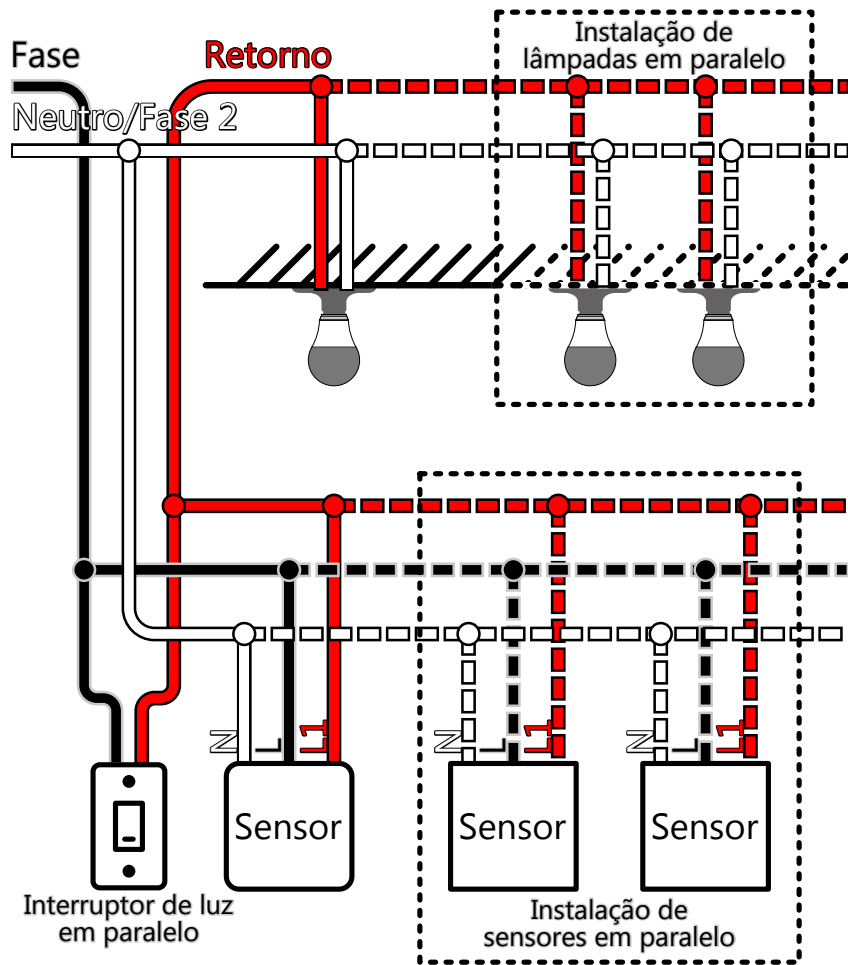 Instalação de
lâmpadas em paralelo
Fase
Retorno
Neutro/Fase 2
N
L
L1
N
L
L1
N
L
L1
Sensor
Sensor
Sensor
Interruptor de luz
em paralelo
Instalação de
sensores em paralelo